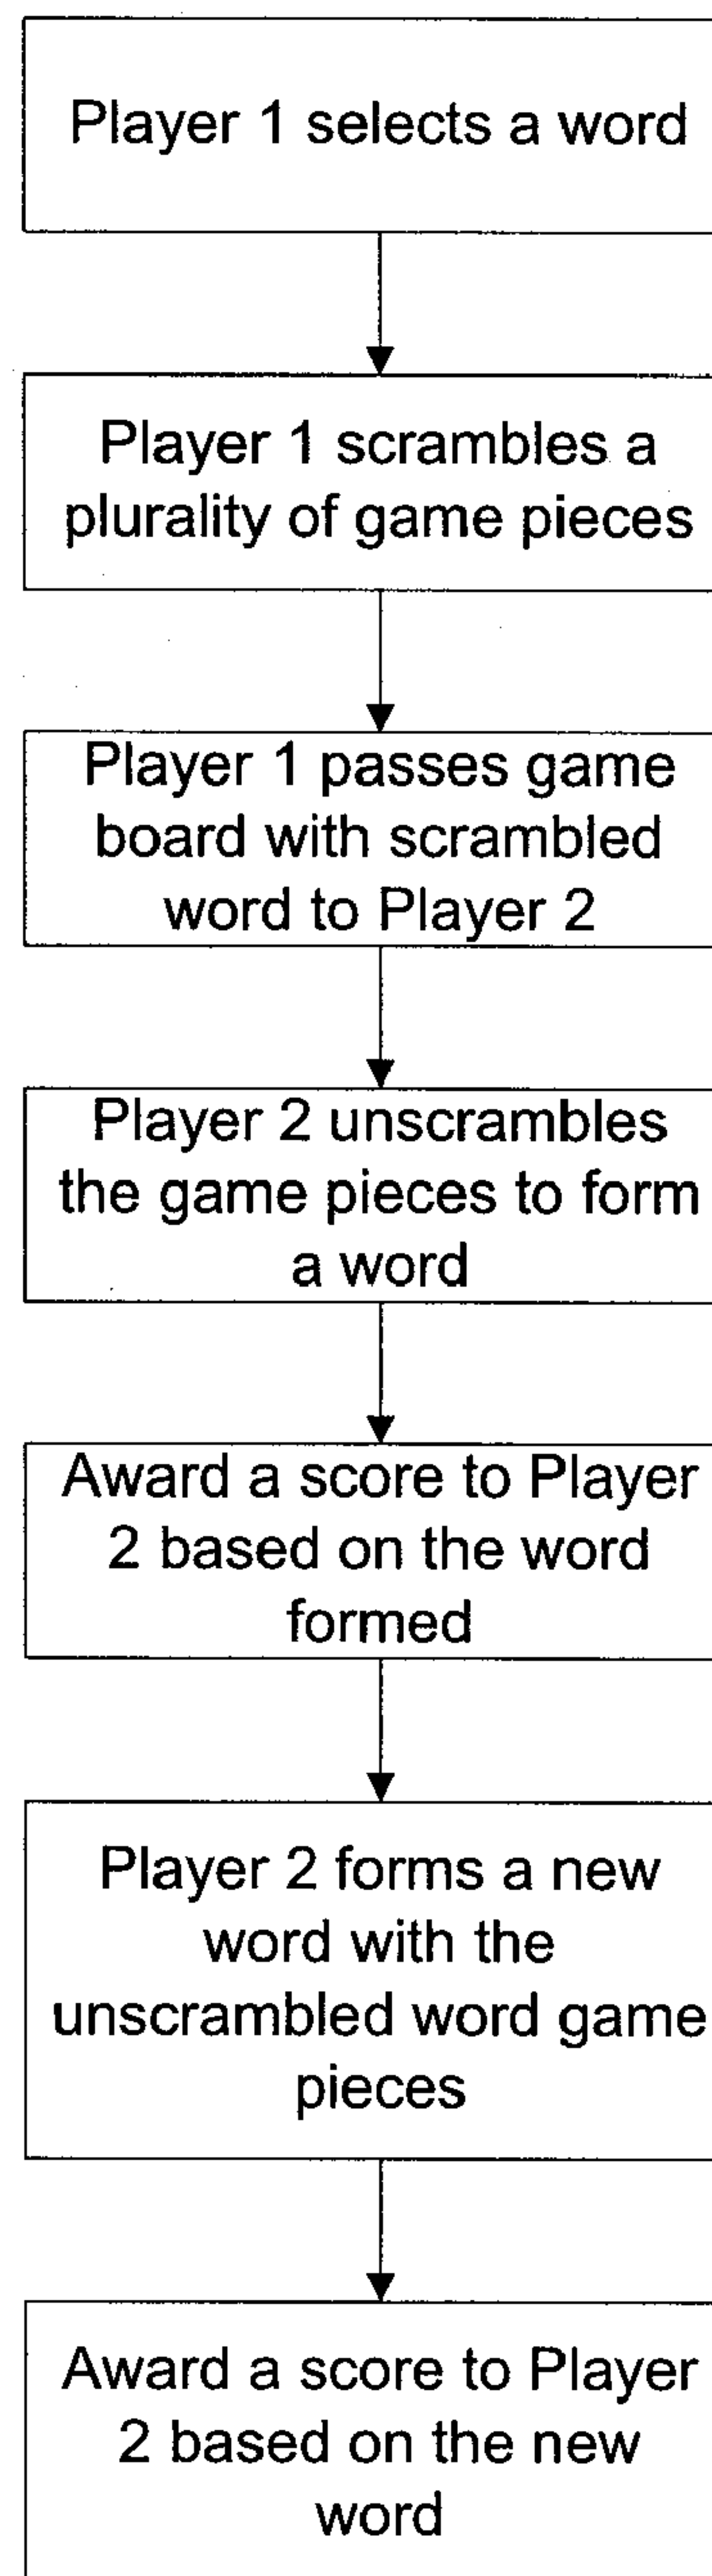 Player 1 selects a word
Player 1 scrambles a
plurality of game pieces
Player 1 passes game
board with scrambled
word to Player 2
Player 2 unscrambles
the game pieces to form
a word
Award a score to Player
2 based on the word
formed
Player 2 forms a new
word with the
unscrambled word game
pieces
Award a score to Player
2 based on the new
word